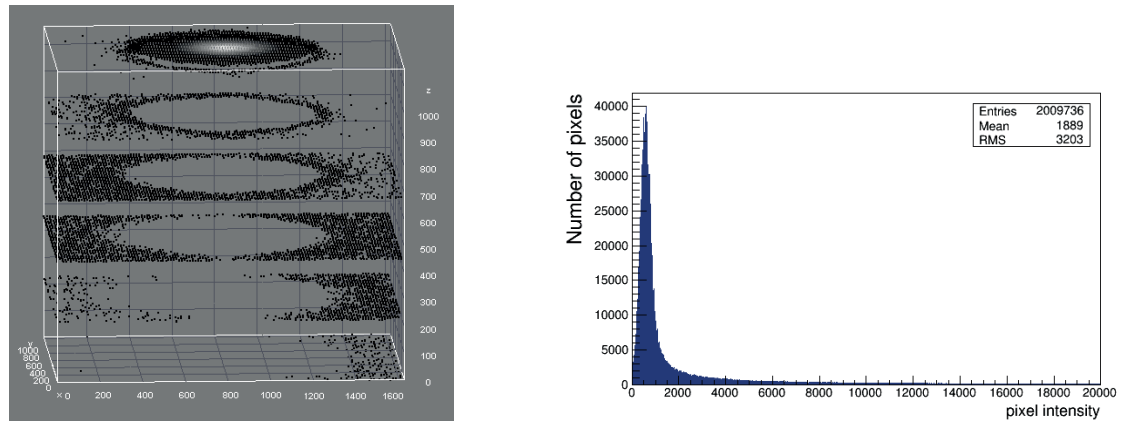 z
1000
900
800
700
600
500
400
300
200
100
0
Y
1000
800
600
400
200
0
× 0 200 400 600 800 1000 1200 1400 1600
Number of pixels
40000
35000
30000
25000
20000
15000
10000
5000
0
Entries 2009736
Mean 1889
RMS 3203
0 2000 4000 6000 8000 10000 12000 14000 16000 18000 20000
pixel intensity